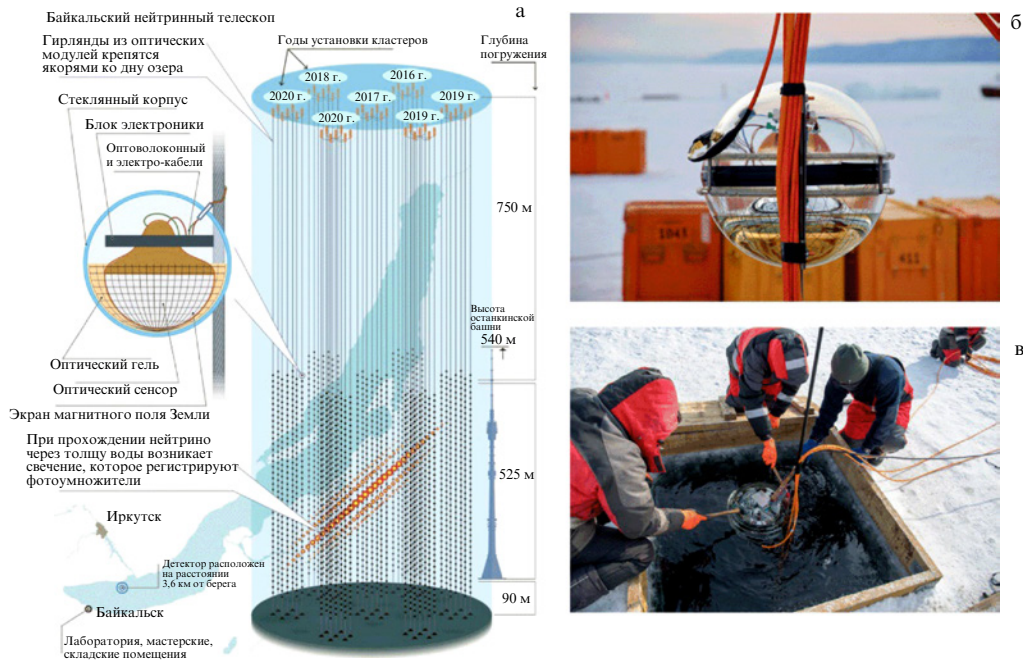 Байкальский нейтринный телескоп
а
Гирлянды из оптических
модулей крепятся
якорями ко дну озера
Годы установки кластеров
Глубина
погружения
2018 г.
2016 г.
2020 г.
2017 г.
2019 г.
2020 г.
2019 г.
Стеклянный корпус
Блок электроники
Оптоволоконный
и электро-кабели
750 м
Высота
останкинской
башни
540 м
Оптический гель
Оптический сенсор
Экран магнитного поля Земли
При прохождении нейтрино
через толщу воды возникает
свечение, которое регистрируют
фотоумножители
525 м
Иркутск
Детектор расположен
на расстоянии
3,6 км от берега
Байкальск
90 м
Лаборатория, мастерские,
складские помещения
б
1041
411
в